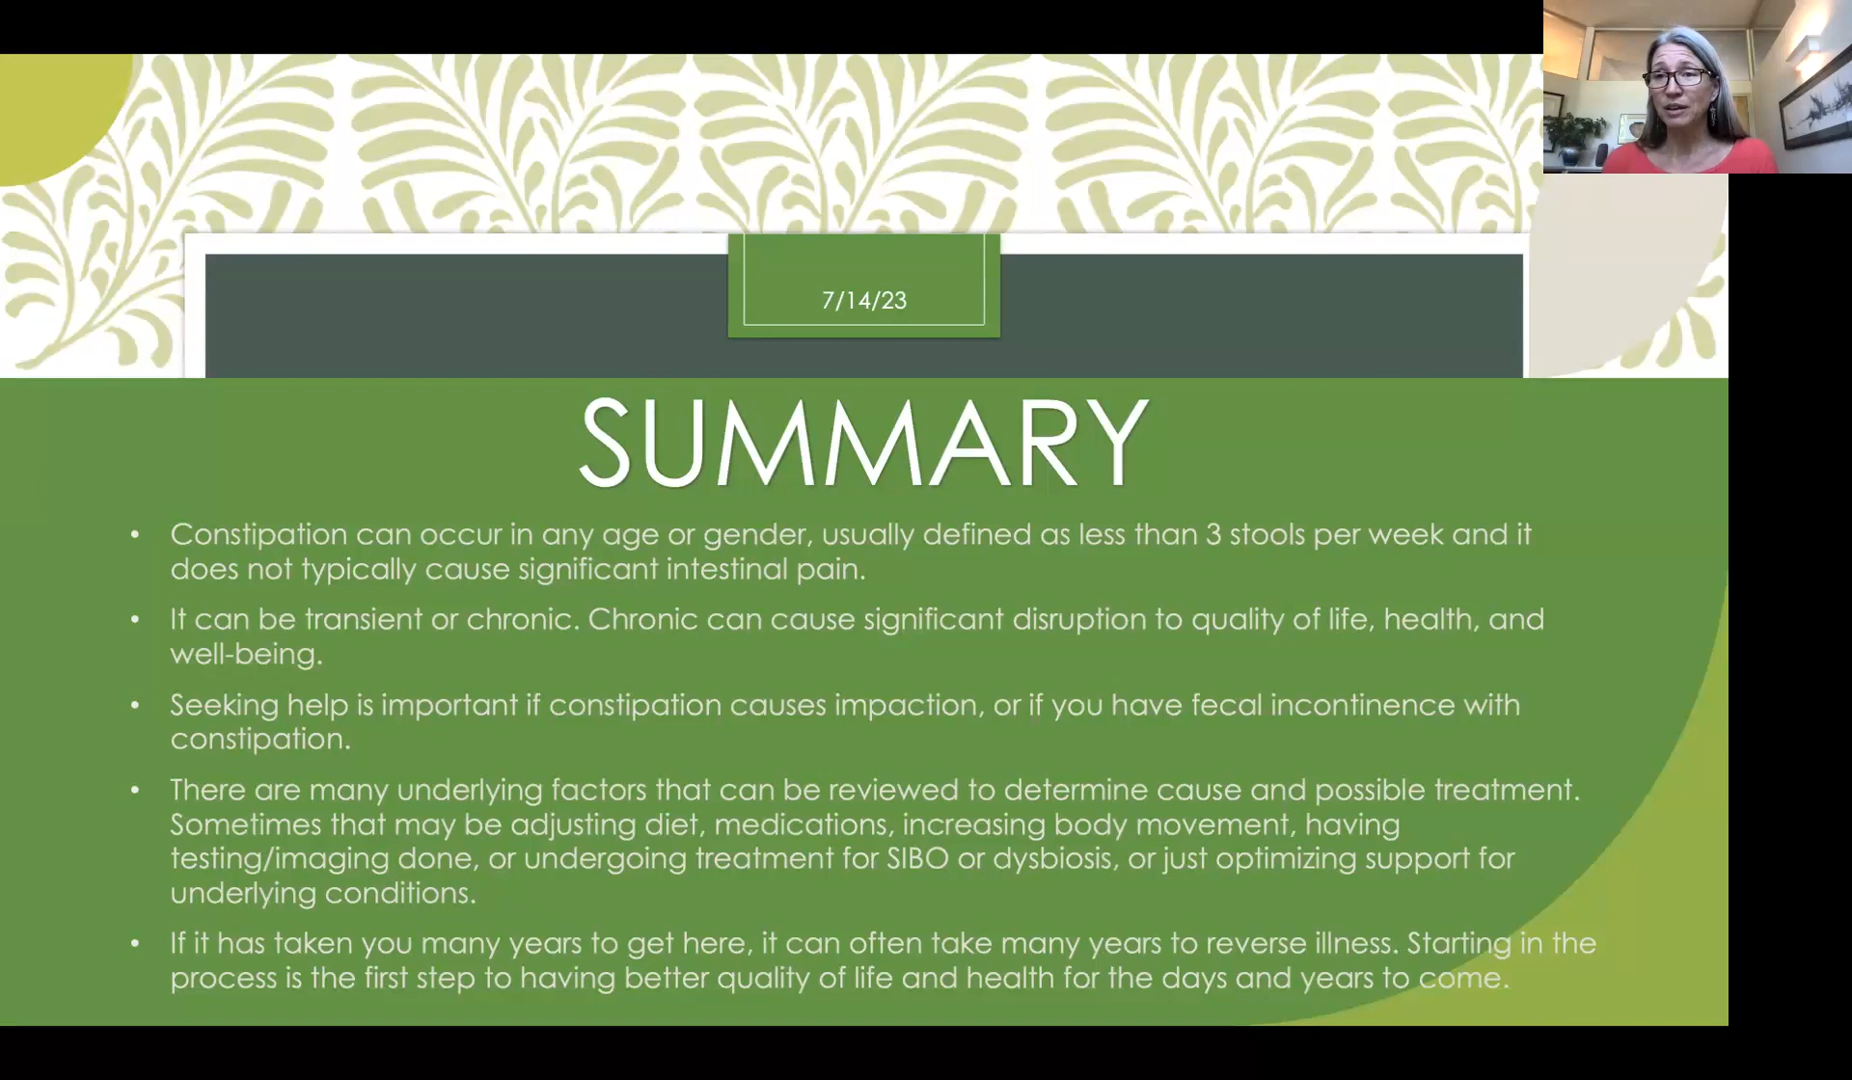 7/14/23
SUMMARY
• Constipation can occur in any age or gender, usually defined as less than 3 stools per week and it
does not typically cause significant intestinal pain.
• It can be transient or chronic. Chronic can cause significant disruption to quality of life, health, and
well-being.
• Seeking help is important if constipation causes impaction, or if you have fecal incontinence with
constipation.
• There are many underlying factors that can be reviewed to determine cause and possible treatment.
Sometimes that may be adjusting diet, medications, increasing body movement, having
testing/imaging done, or undergoing treatment for SIBO or dysbiosis, or just optimizing support for
underlying conditions.
• If it has taken you many years to get here, it can often take many years to reverse illness. Starting in the
process is the first step to having better quality of life and health for the days and years to come.